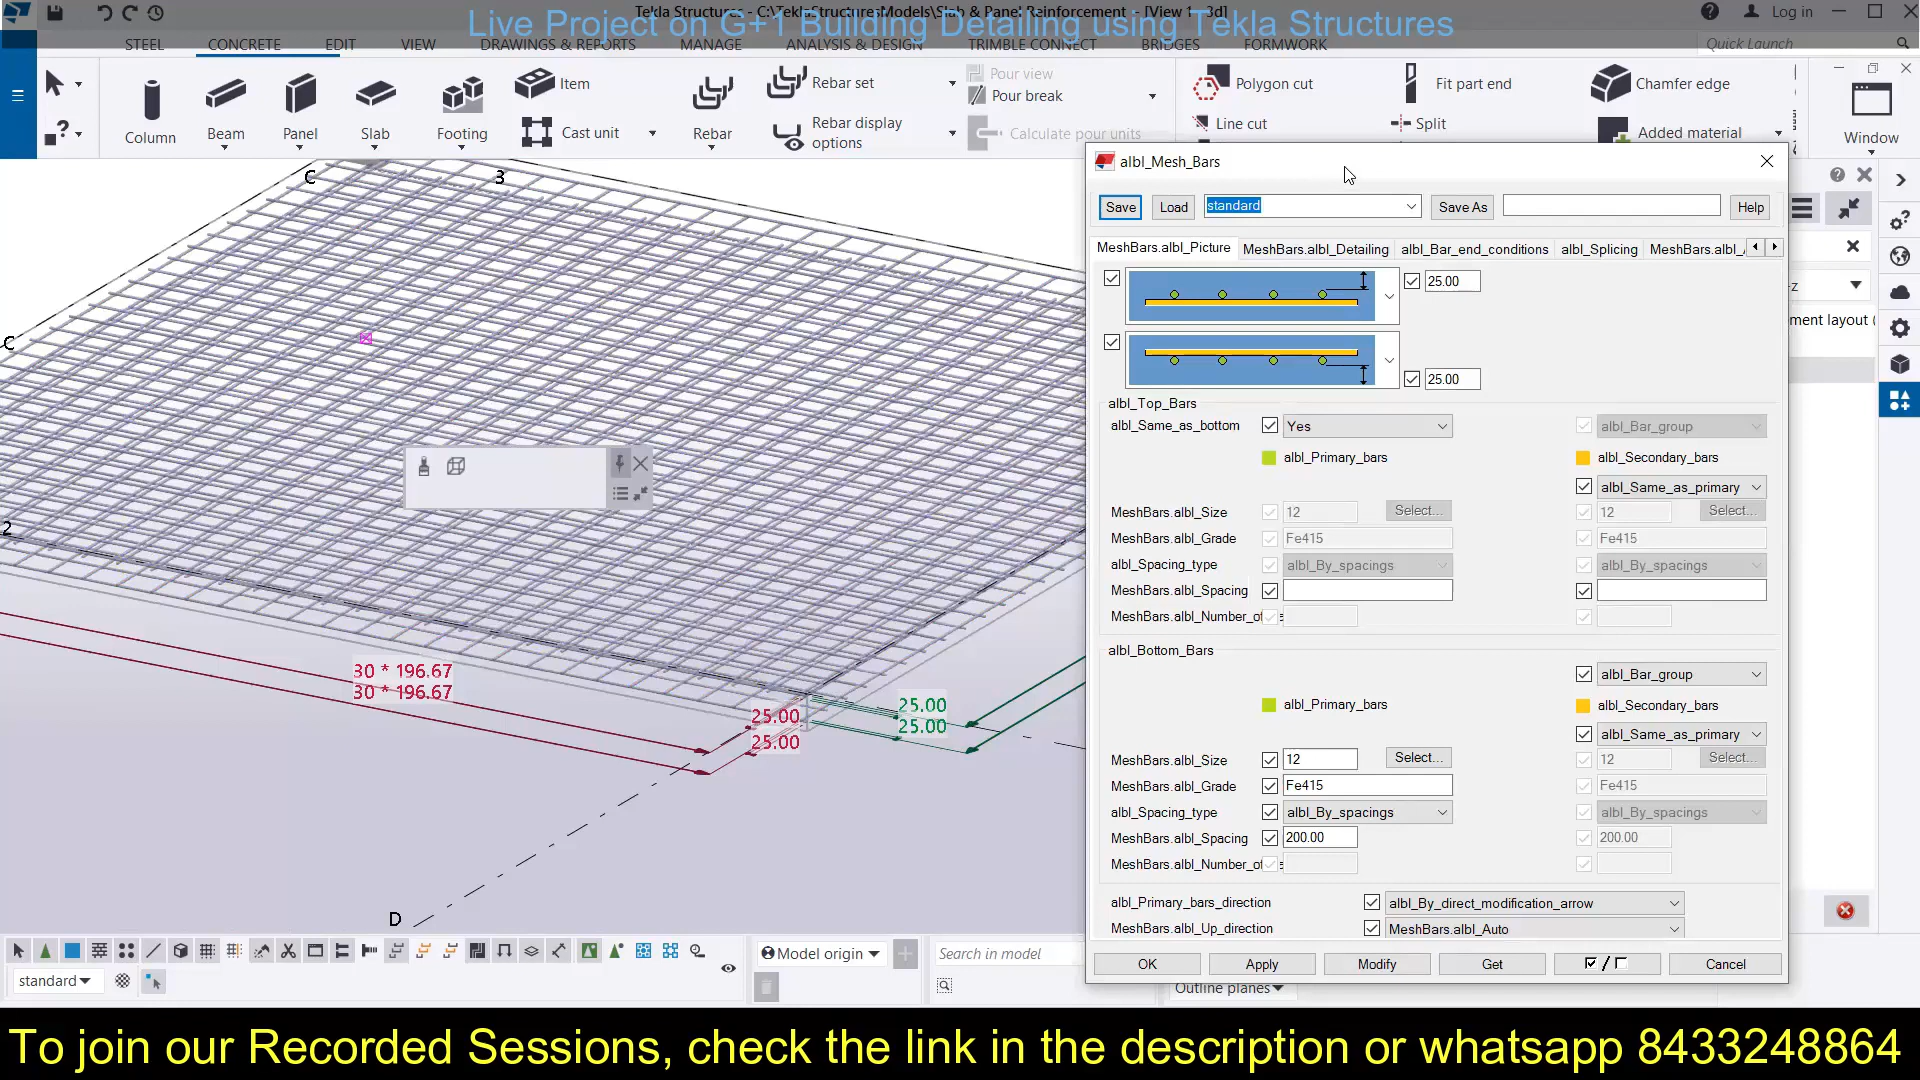 Tekla Structures - C:\TeklaStructuresModels\Slab & Panel Reinforcement - [View 1 - 3d]
Live Project on G+1 Building Detailing using Tekla Structures
Log in
STEEL CONCRETE EDIT VIEW DRAWINGS & REPORTS MANAGE ANALYSIS & DESIGN TRIMBLE CONNECT BRIDGES FORMWORK
Quick Launch
Column
Beam
Panel
Slab
Footing
Item
Cast unit
Rebar
Rebar set
Rebar display options
Pour view
Pour break
Calculate pour units
Polygon cut
Line cut
Fit part end
Split
Chamfer edge
Added material
Window
albl_Mesh_Bars
Save Load standard Save As Help
MeshBars.albl_Picture MeshBars.albl_Detailing albl_Bar_end_conditions albl_Splicing MeshBars.albl_
25.00
25.00
albl_Top_Bars
albl_Same_as_bottom Yes albl_Bar_group
albl_Primary_bars albl_Secondary_bars
albl_Same_as_primary
MeshBars.albl_Size 12 Select... 12 Select...
MeshBars.albl_Grade Fe415 Fe415
albl_Spacing_type albl_By_spacings albl_By_spacings
MeshBars.albl_Spacing
MeshBars.albl_Number_of
albl_Bottom_Bars
albl_Bar_group
albl_Primary_bars albl_Secondary_bars
albl_Same_as_primary
MeshBars.albl_Size 12 Select... 12 Select...
MeshBars.albl_Grade Fe415 Fe415
albl_Spacing_type albl_By_spacings albl_By_spacings
MeshBars.albl_Spacing 200.00 200.00
MeshBars.albl_Number_of
albl_Primary_bars_direction albl_By_direct_modification_arrow
MeshBars.albl_Up_direction MeshBars.albl_Auto
OK Apply Modify Get / Cancel
-z
ment layout (
C
3
C
2
30 * 196.67
30 * 196.67
25.00
25.00
25.00
25.00
D
Model origin
Search in model
standard
Outline planes
To join our Recorded Sessions, check the link in the description or whatsapp 8433248864